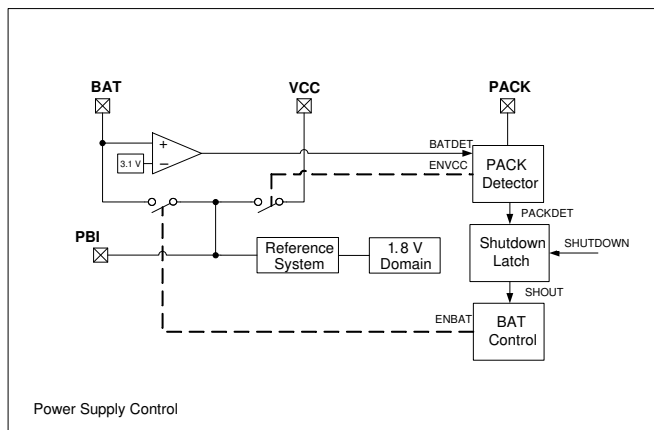 BAT
VCC
PACK
+
3.1 V
−
BATDET
ENVCC
PACK
Detector
PACKDET
PBI
Reference
System
1.8 V
Domain
Shutdown
Latch
SHUTDOWN
SHOUT
ENBAT
BAT
Control
Power Supply Control